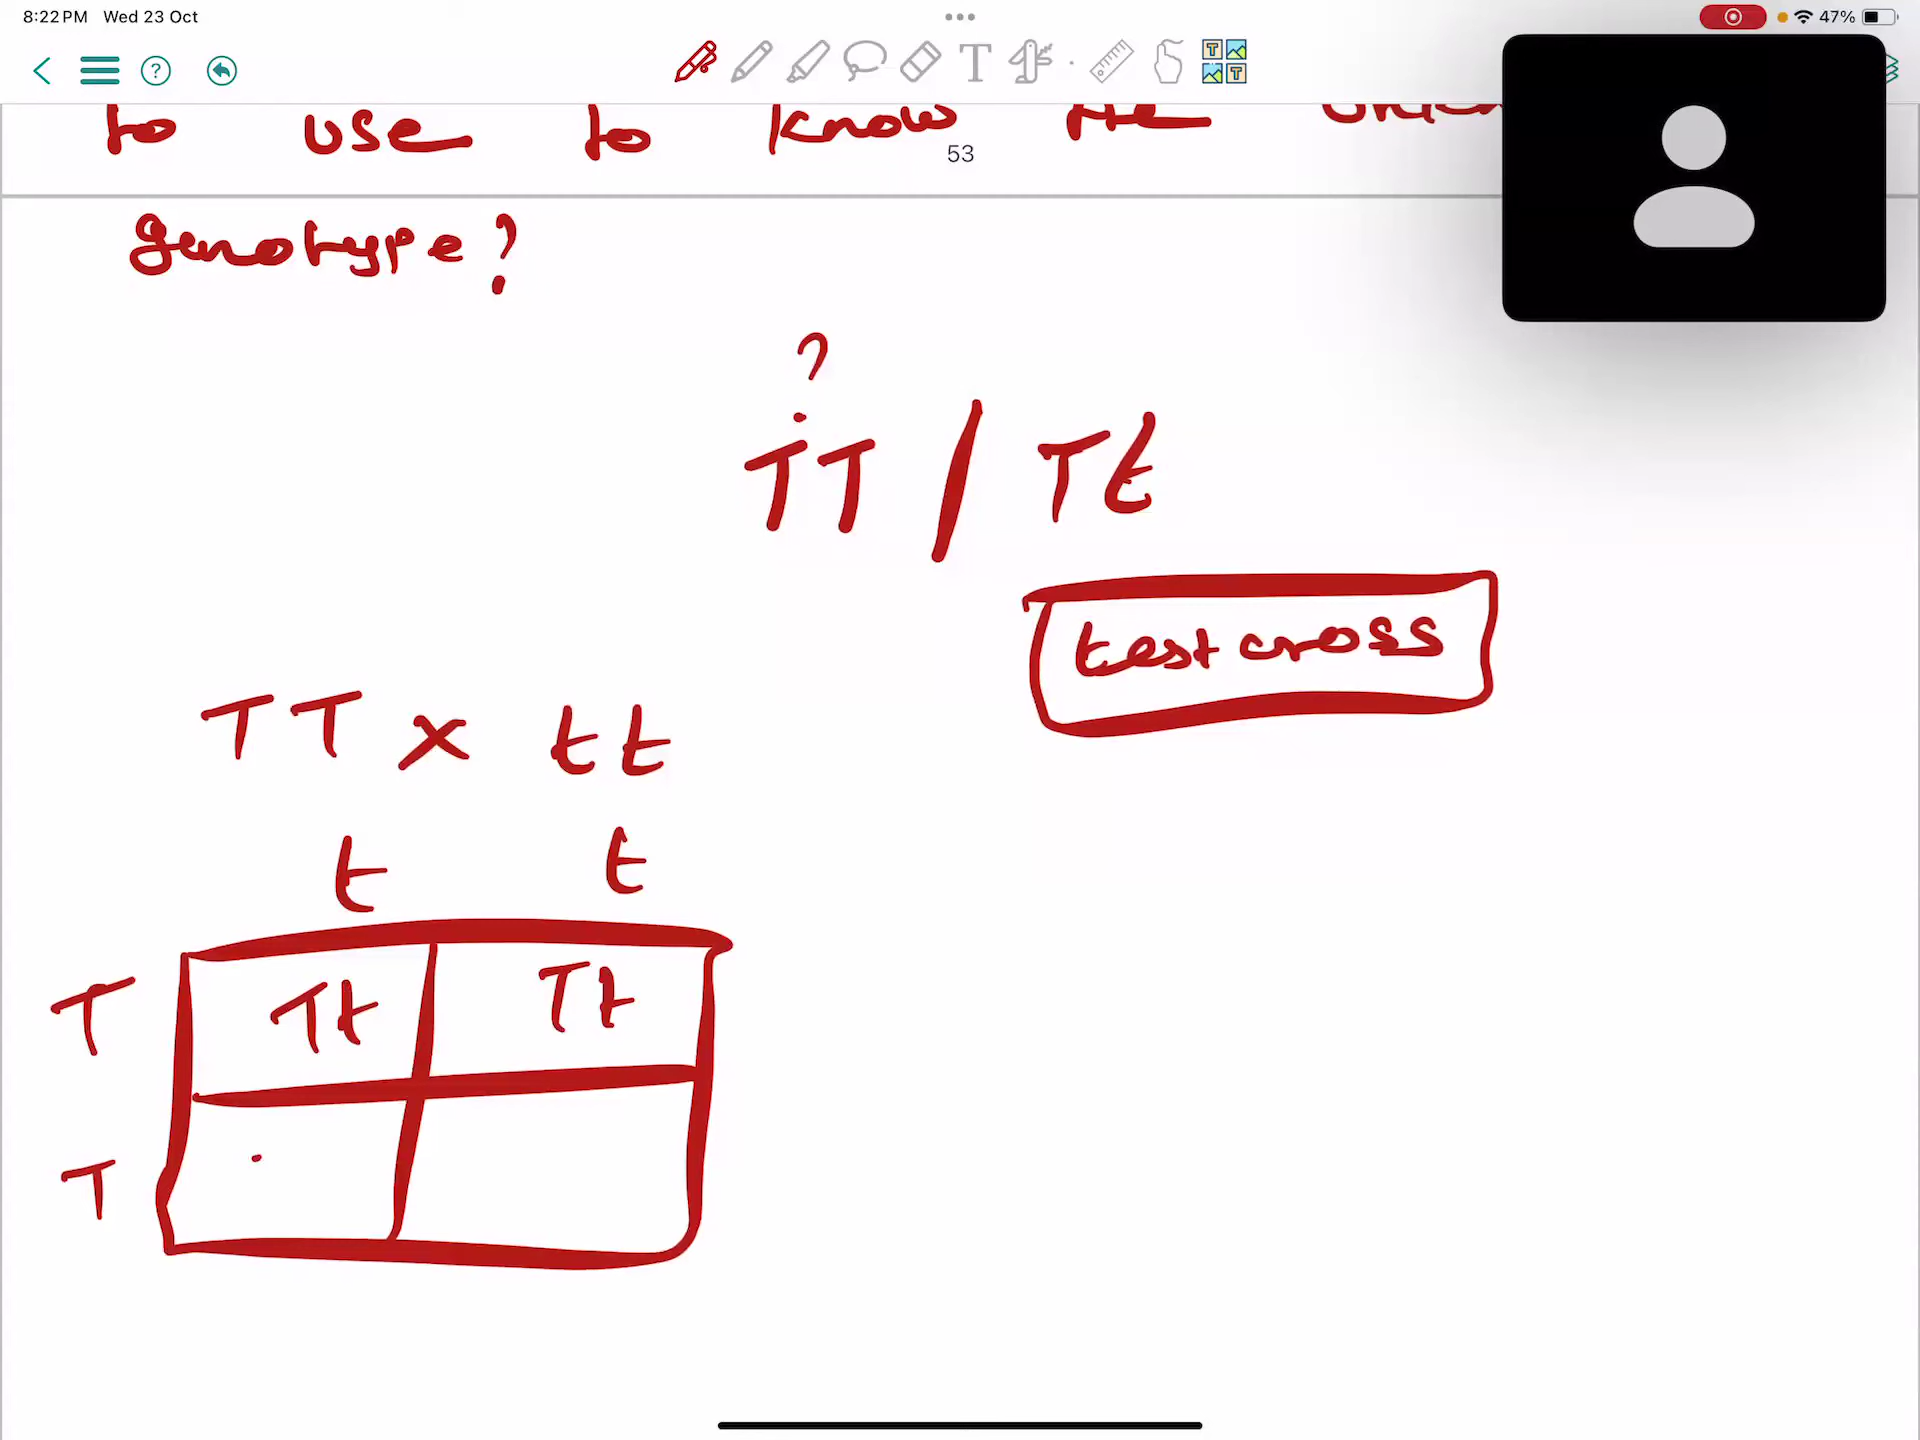 8:22 PM Wed 23 Oct
47%
to use to know the
53
genotype?
?
TT / Tt
test cross
TT x tt
t t
T Tt Tt
T